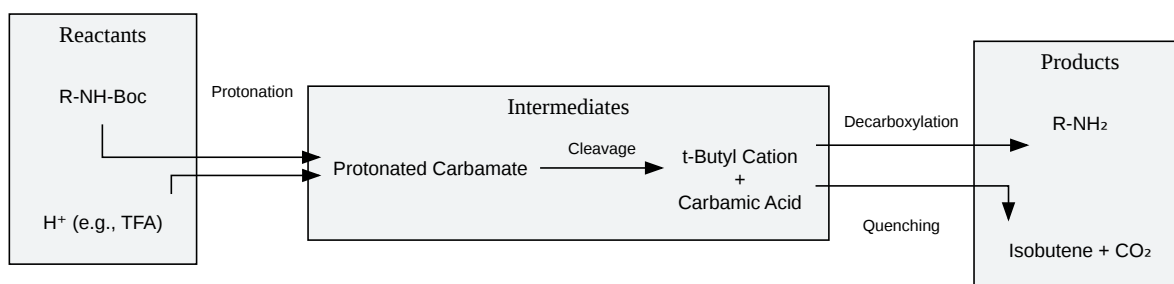 Reactants
R-NH-Boc
H⁺ (e.g., TFA)
Protonation
Intermediates
Protonated Carbamate
Cleavage
t-Butyl Cation
+
Carbamic Acid
Decarboxylation
Quenching
Products
R-NH₂
Isobutene + CO₂